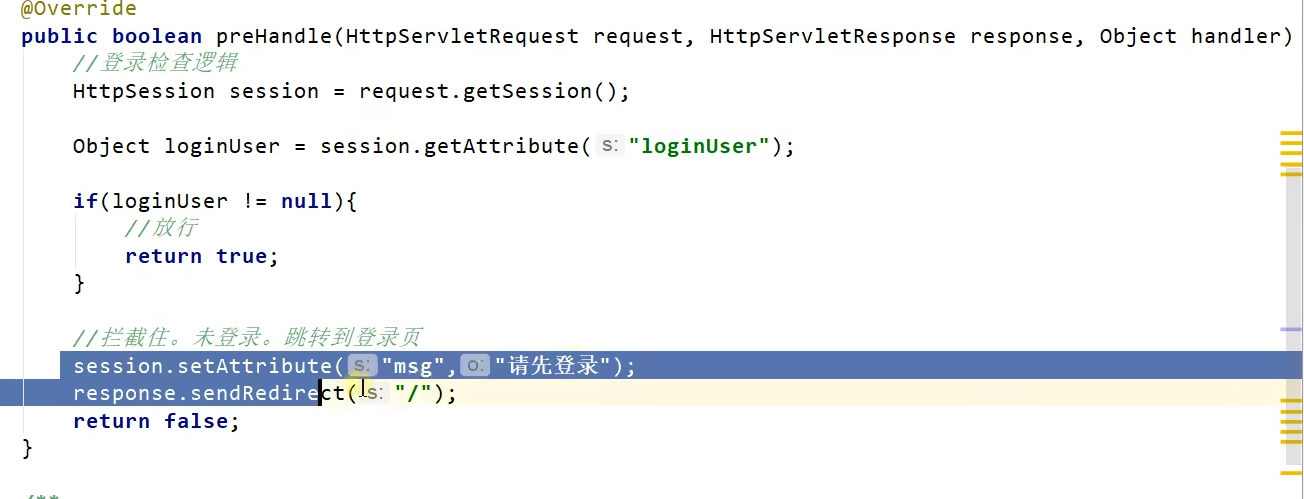 @Override
public boolean preHandle(HttpServletRequest request, HttpServletResponse response, Object handler)
//登录检查逻辑
HttpSession session = request.getSession();
Object loginUser = session.getAttribute( s: "loginUser");
if(loginUser != null){
//放行
return true;
}
//拦截住。未登录。跳转到登录页
session.setAttribute( s: "msg", o: "请先登录");
response.sendRedirect( s: "/");
return false;
}
/**